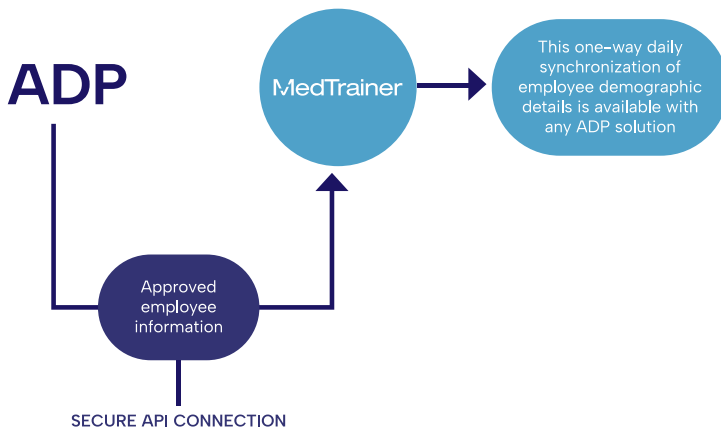 ADP
MedTrainer
This one-way daily
synchronization of
employee demographic
details is available with
any ADP solution
Approved
employee
information
SECURE API CONNECTION